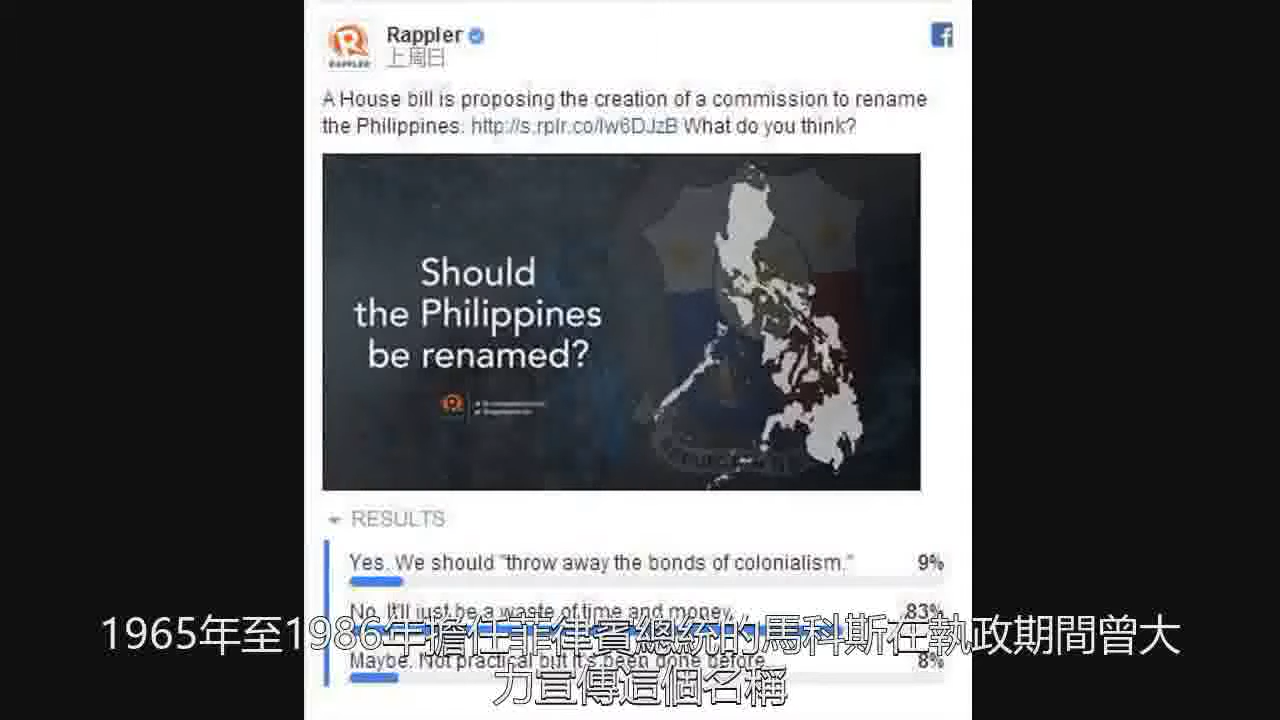 Rappler
上周日
A House bill is proposing the creation of a commission to rename
the Philippines. http://s.rplr.co/lw6DJzB What do you think?
Should
the Philippines
be renamed?
RESULTS
Yes. We should "throw away the bonds of colonialism." 9%
No. It'll just be a waste of time and money. 83%
1965年至1986年擔任菲律賓總統的馬科斯在執政期間曾大
Maybe. Not practical but it's been done before. 8%
力宣傳這個名稱